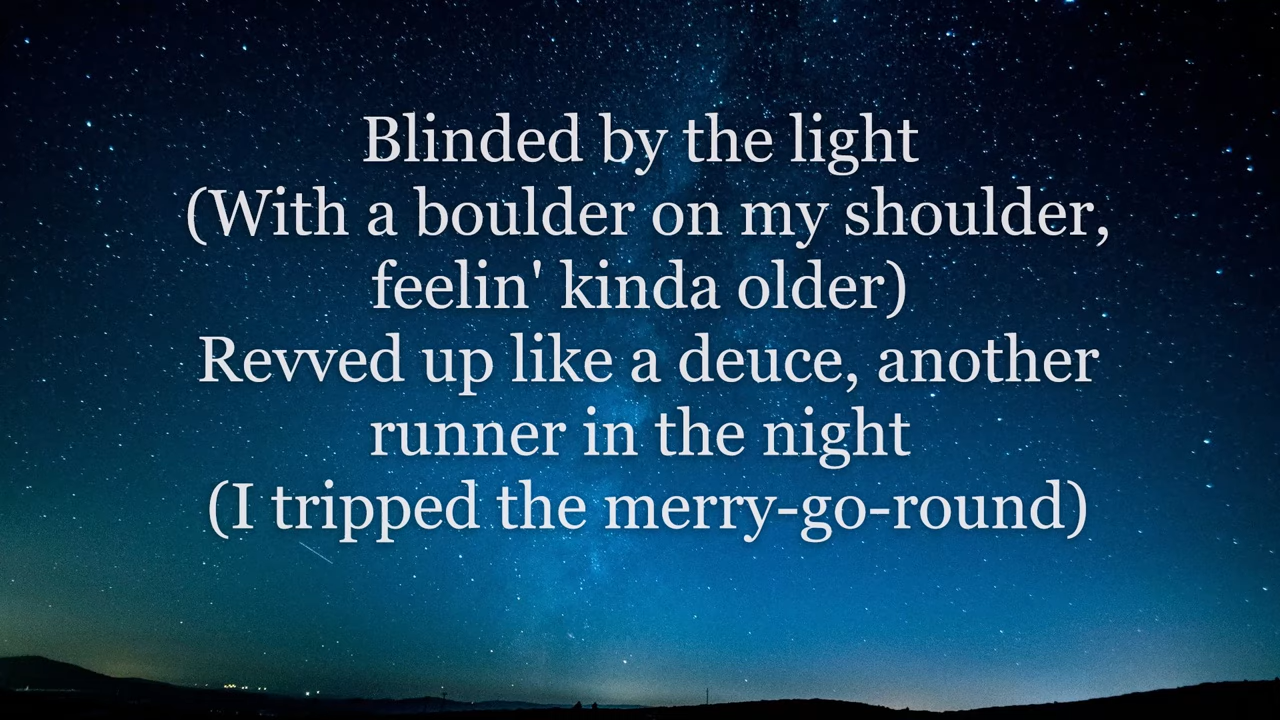 Blinded by the light
(With a boulder on my shoulder,
feelin' kinda older)
Revved up like a deuce, another
runner in the night
(I tripped the merry-go-round)